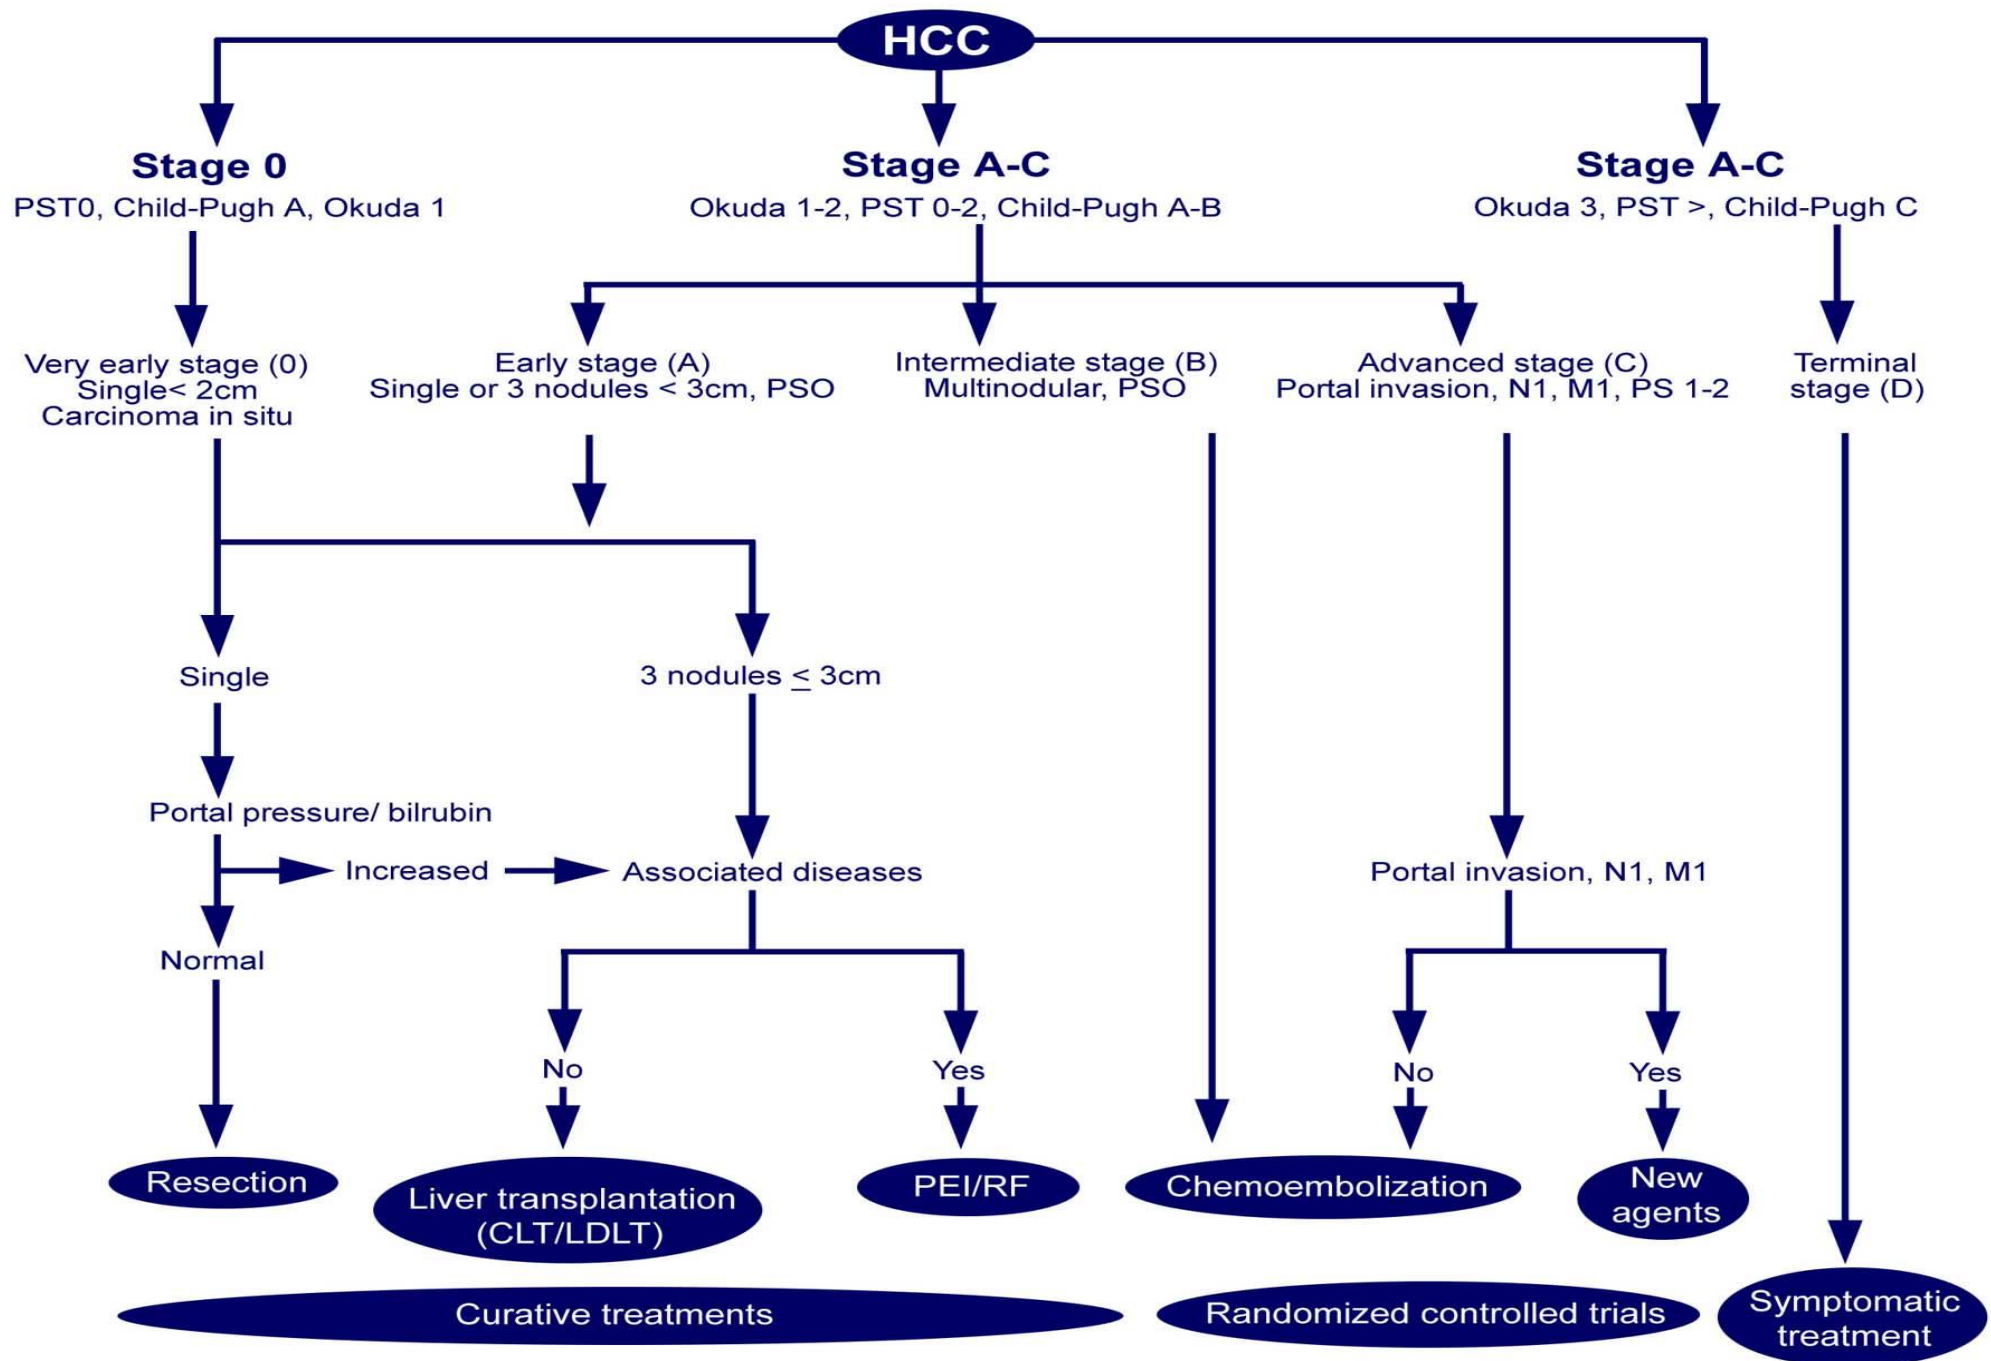 HCC
Stage 0
PST0, Child-Pugh A, Okuda 1
Stage A-C
Okuda 1-2, PST 0-2, Child-Pugh A-B
Stage A-C
Okuda 3, PST >, Child-Pugh C
Very early stage (0)
Single< 2cm
Carcinoma in situ
Early stage (A)
Single or 3 nodules < 3cm, PSO
Intermediate stage (B)
Multinodular, PSO
Advanced stage (C)
Portal invasion, N1, M1, PS 1-2
Terminal
stage (D)
Single
3 nodules ≤ 3cm
Portal pressure/ bilrubin
Increased
Associated diseases
Portal invasion, N1, M1
Normal
No
Yes
No
Yes
Resection
Liver transplantation
(CLT/LDLT)
PEI/RF
Chemoembolization
New
agents
Curative treatments
Randomized controlled trials
Symptomatic
treatment